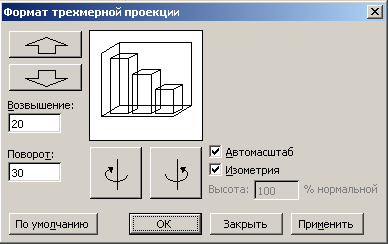 Формат трехмерной проекции
Возвышение:
20
Поворот:
30
Автомасштаб
Изометрия
Высота: 100 % нормальной
По умолчанию
ОК
Закрыть
Применить